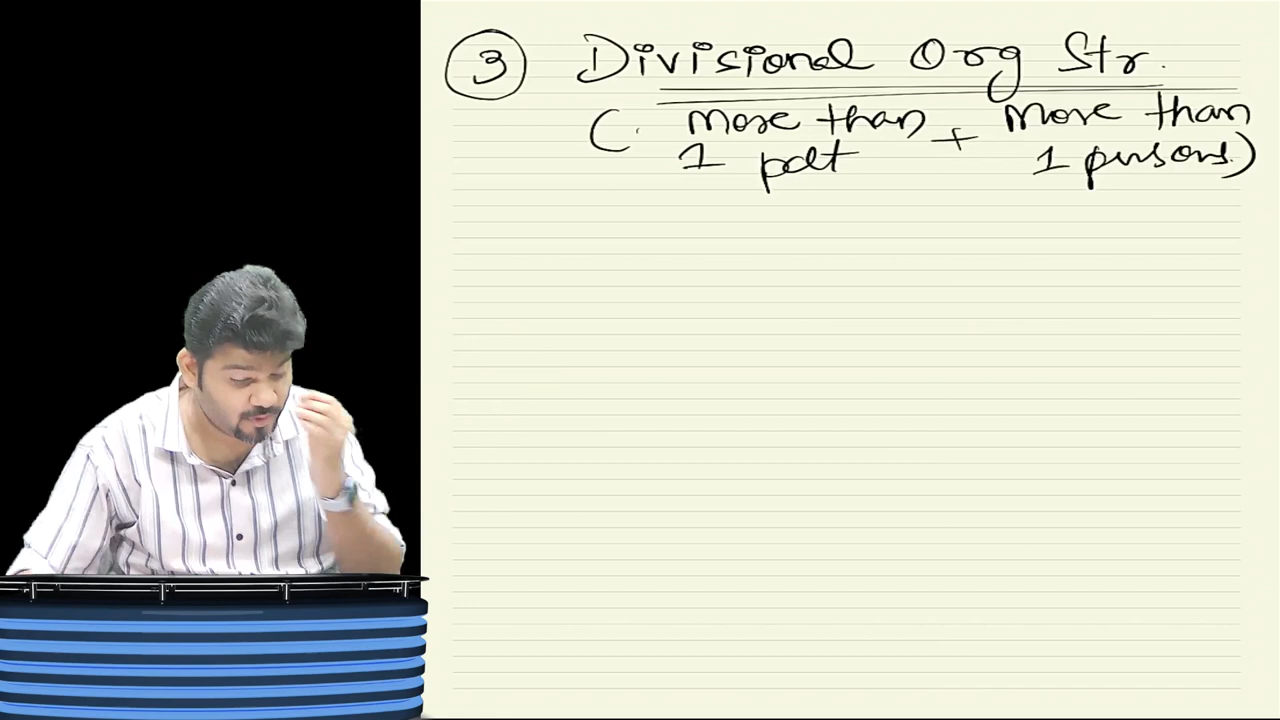 3 Divisional Org Str.
(. more than + more than
1 pdt 1 persons.)